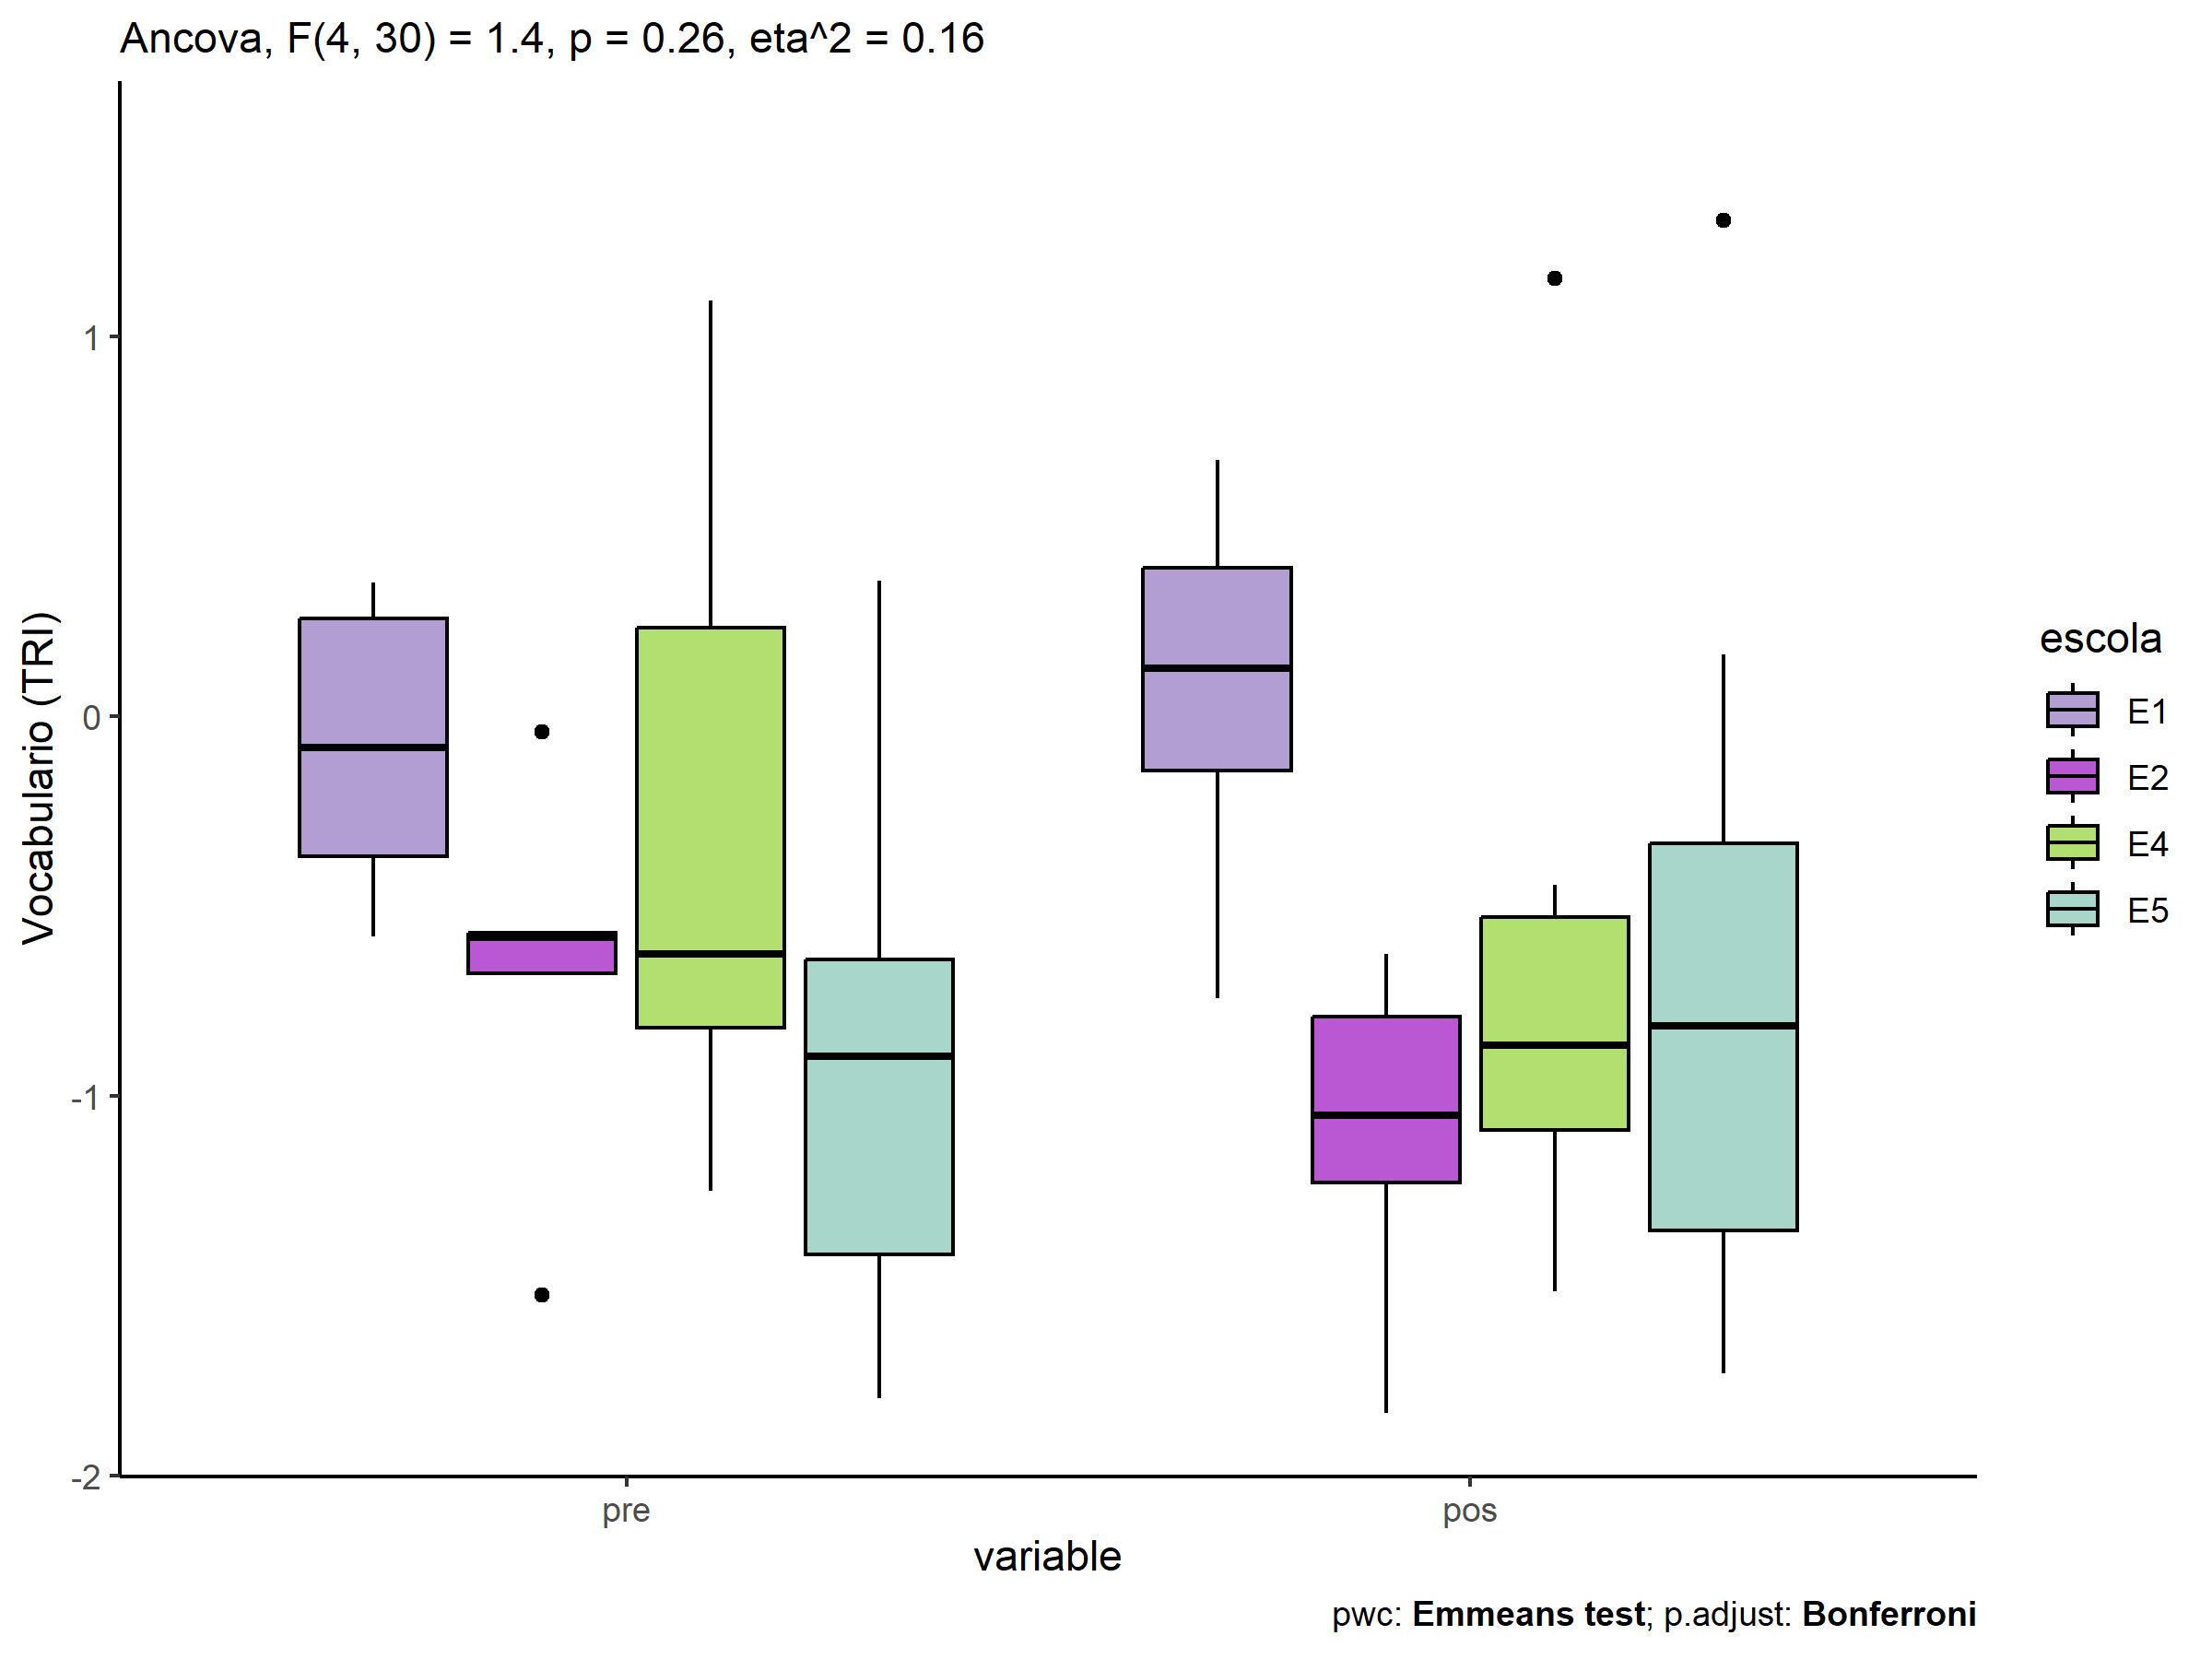 Ancova, F(4, 30) = 1.4, p = 0.26, eta^2 = 0.16
Vocabulario (TRI)
1
0
-1
-2
pre
pos
variable
escola
E1
E2
E4
E5
pwc: Emmeans test; p.adjust: Bonferroni